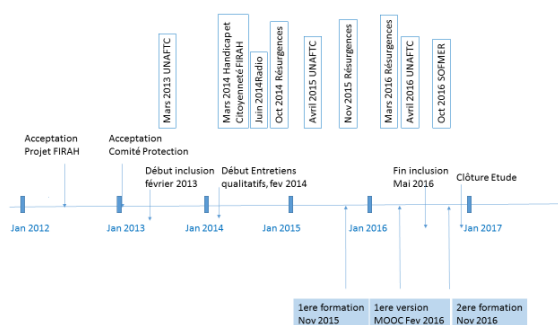 Mars 2013 UNAFTC
Mars 2014 Handicap et
Citoyenneté FIRAH
Juin 2014Radio
Oct 2014 Résurgences
Avril 2015 UNAFTC
Nov 2015 Résurgences
Mars 2016 Résurgences
Avril 2016 UNAFTC
Oct 2016 SOFMER
Acceptation
Projet FIRAH
Acceptation
Comité Protection
Début inclusion
février 2013
Début Entretiens
qualitatifs, fev 2014
Fin inclusion
Mai 2016
Clôture Etude
Jan 2012
Jan 2013
Jan 2014
Jan 2015
Jan 2016
Jan 2017
1ere formation
Nov 2015
1ere version
MOOC Fev 2016
2ere formation
Nov 2016